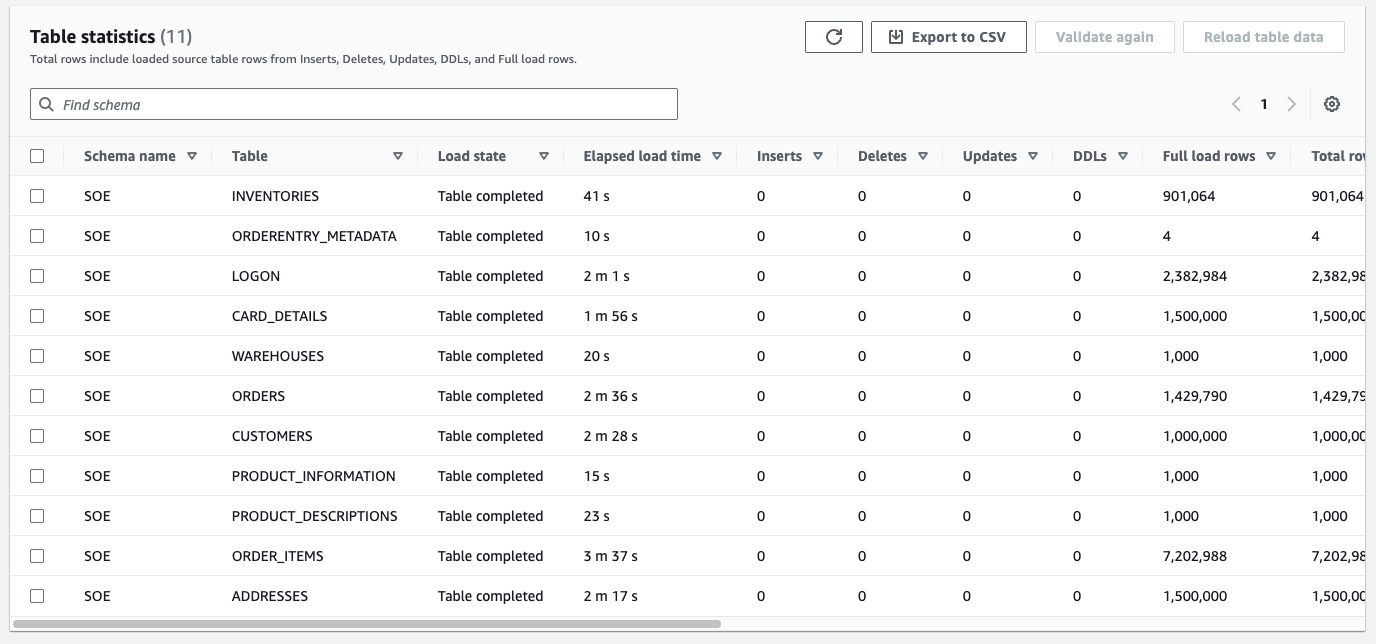 Table statistics (11)
Export to CSV
Validate again
Reload table data
Total rows include loaded source table rows from Inserts, Deletes, Updates, DDLs, and Full load rows.
Find schema
1
Schema name Table Load state Elapsed load time Inserts Deletes Updates DDLs Full load rows Total ro
SOE INVENTORIES Table completed 41 s 0 0 0 0 901,064 901,064
SOE ORDERENTRY_METADATA Table completed 10 s 0 0 0 0 4 4
SOE LOGON Table completed 2 m 1 s 0 0 0 0 2,382,984 2,382,98
SOE CARD_DETAILS Table completed 1 m 56 s 0 0 0 0 1,500,000 1,500,00
SOE WAREHOUSES Table completed 20 s 0 0 0 0 1,000 1,000
SOE ORDERS Table completed 2 m 36 s 0 0 0 0 1,429,790 1,429,79
SOE CUSTOMERS Table completed 2 m 28 s 0 0 0 0 1,000,000 1,000,00
SOE PRODUCT_INFORMATION Table completed 15 s 0 0 0 0 1,000 1,000
SOE PRODUCT_DESCRIPTIONS Table completed 23 s 0 0 0 0 1,000 1,000
SOE ORDER_ITEMS Table completed 3 m 37 s 0 0 0 0 7,202,988 7,202,98
SOE ADDRESSES Table completed 2 m 17 s 0 0 0 0 1,500,000 1,500,00